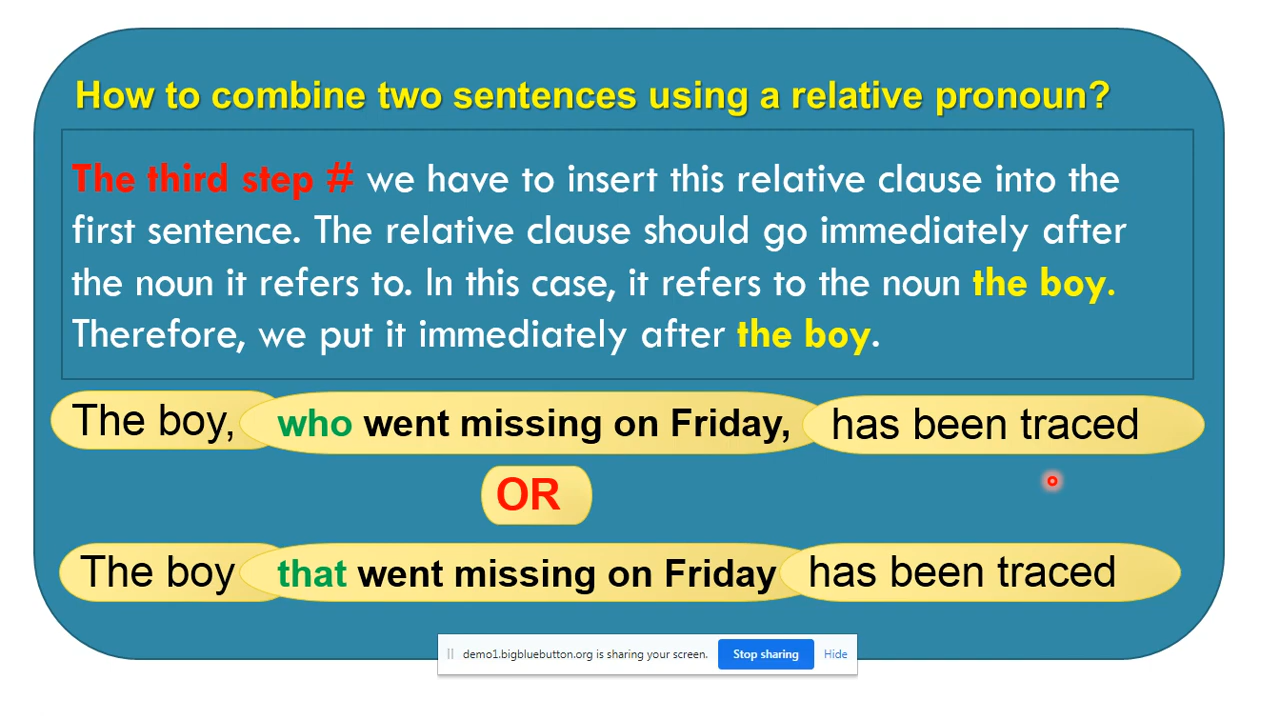 How to combine two sentences using a relative pronoun?
The third step # we have to insert this relative clause into the
first sentence. The relative clause should go immediately after
the noun it refers to. In this case, it refers to the noun the boy.
Therefore, we put it immediately after the boy.
The boy, who went missing on Friday, has been traced
OR
The boy that went missing on Friday has been traced
demo1.bigbluebutton.org is sharing your screen. Stop sharing Hide